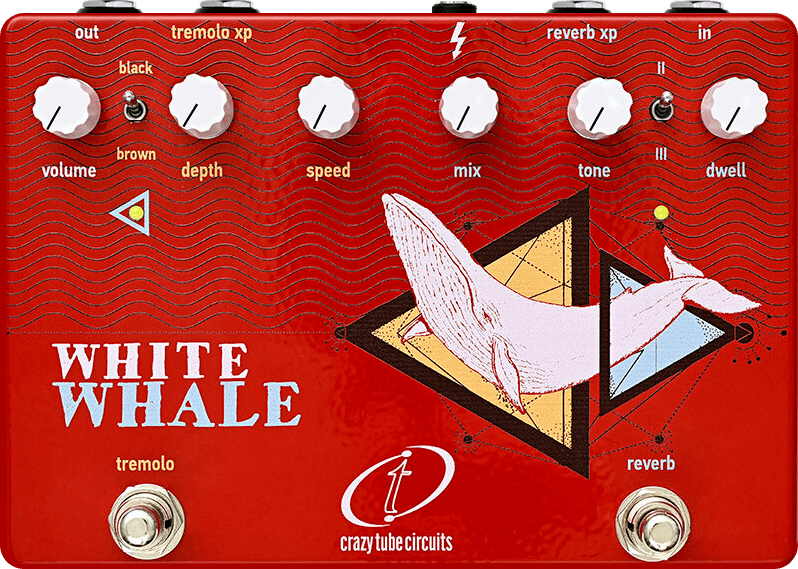 out
tremolo xp
reverb xp
in
black
II
brown
III
volume
depth
speed
mix
tone
dwell
WHITE
WHALE
tremolo
reverb
t
crazy tube circuits